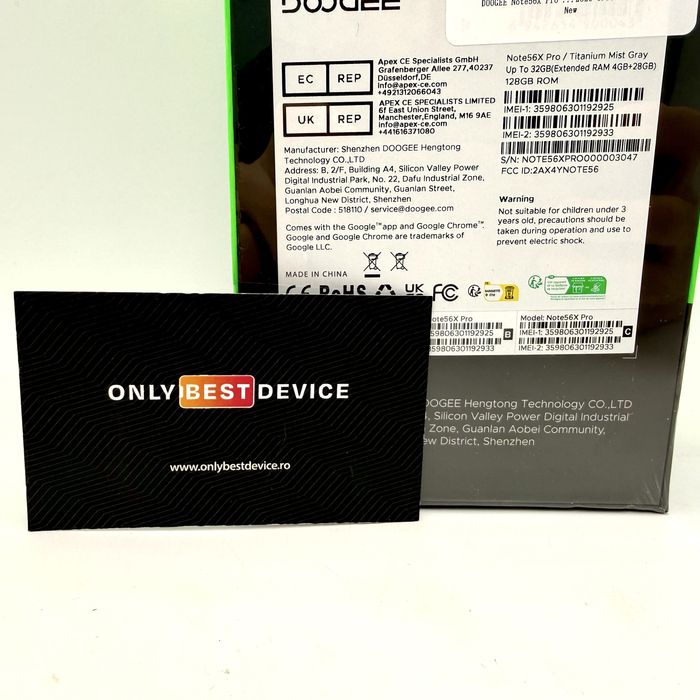 DOOGEE
DOOGEE Note56X Pro
New
EC REP
Apex CE Specialists GmbH
Grafenberger Allee 277,40237
Düsseldorf,DE
info@apex-ce.com
+4921312066043
UK REP
APEX CE SPECIALISTS LIMITED
6f East Union Street,
Manchester,England, M16 9AE
info@apex-ce.com
+441616371080
Manufacturer: Shenzhen DOOGEE Hengtong
Technology CO.,LTD
Address: B, 2/F, Building A4, Silicon Valley Power
Digital Industrial Park, No. 22, Dafu Industrial Zone,
Guanlan Aobei Community, Guanlan Street,
Longhua New District, Shenzhen
Postal Code : 518110 / service@doogee.com
Comes with the Google™ app and Google Chrome™.
Google and Google Chrome are trademarks of
Google LLC.
MADE IN CHINA
CE RoHS UKCA FC
Note56X Pro / Titanium Mist Gray
Up To 32GB(Extended RAM 4GB+28GB)
128GB ROM
IMEI-1: 359806301192925
IMEI-2: 359806301192933
S/N: NOTE56XPRO000003047
FCC ID:2AX4YNOTE56
Warning
Not suitable for children under 3
years old, precautions should be
taken during operation and use to
prevent electric shock.
ote56X Pro
359806301192925
359806301192933
B
Model: Note56X Pro
IMEI-1: 359806301192925
IMEI-2: 359806301192933
C
OOGEE Hengtong Technology CO.,LTD
4, Silicon Valley Power Digital Industrial
Zone, Guanlan Aobei Community,
ew District, Shenzhen
ONLY BEST DEVICE
www.onlybestdevice.ro